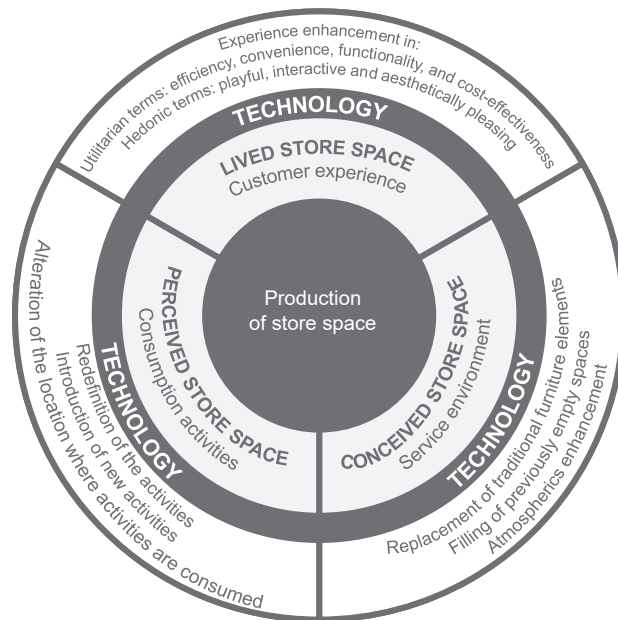 Experience enhancement in:
Utilitarian terms: efficiency, convenience, functionality, and cost-effectiveness
Hedonic terms: playful, interactive and aesthetically pleasing
TECHNOLOGY
LIVED STORE SPACE
Customer experience
Production
of store space
PERCEIVED STORE SPACE
Consumption activities
TECHNOLOGY
Redefinition of the activities
Introduction of new activities
Alteration of the location where activities are consumed
CONCEIVED STORE SPACE
Service environment
TECHNOLOGY
Replacement of traditional furniture elements
Filling of previously empty spaces
Atmospherics enhancement